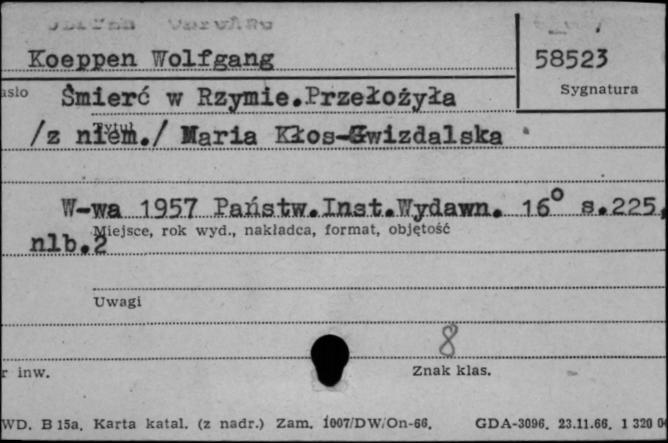 Koeppen Wolfgang
58523
Sygnatura
asło Śmierć w Rzymie.Przełożyła
/z niem./ Maria Kłos-Gwizdalska
Tytuł
W-wa 1957 Państw.Inst.Wydawn. 16° s.225,
Miejsce, rok wyd., nakładca, format, objętość
nlb.2
Uwagi
8
r inw.
Znak klas.
WD. B 15a. Karta katal. (z nadr.) Zam. 1007/DW/On-66. GDA-3096. 23.11.66. 1 320 0